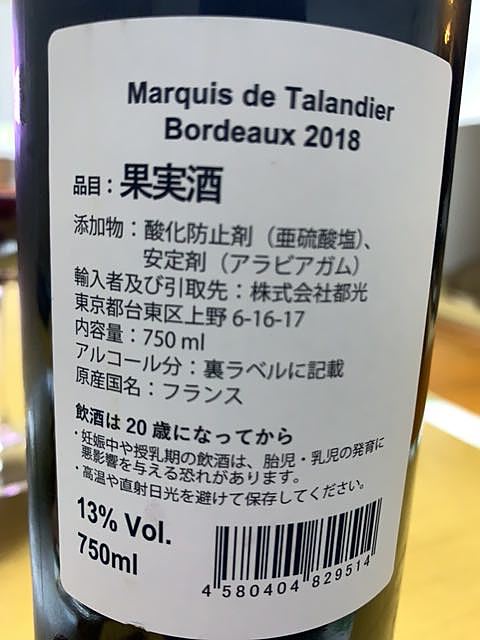 Marquis de Talandier
Bordeaux 2018
品目：果実酒
添加物：酸化防止剤（亜硫酸塩）、
安定剤（アラビアガム）
輸入者及び引取先：株式会社都光
東京都台東区上野 6-16-17
内容量：750 ml
アルコール分：裏ラベルに記載
原産国名：フランス
飲酒は 20 歳になってから
・妊娠中や授乳期の飲酒は、胎児・乳児の発育に
悪影響を与える恐れがあります。
・高温や直射日光を避けて保存してください。
13% Vol.
750ml
4 580404 829514